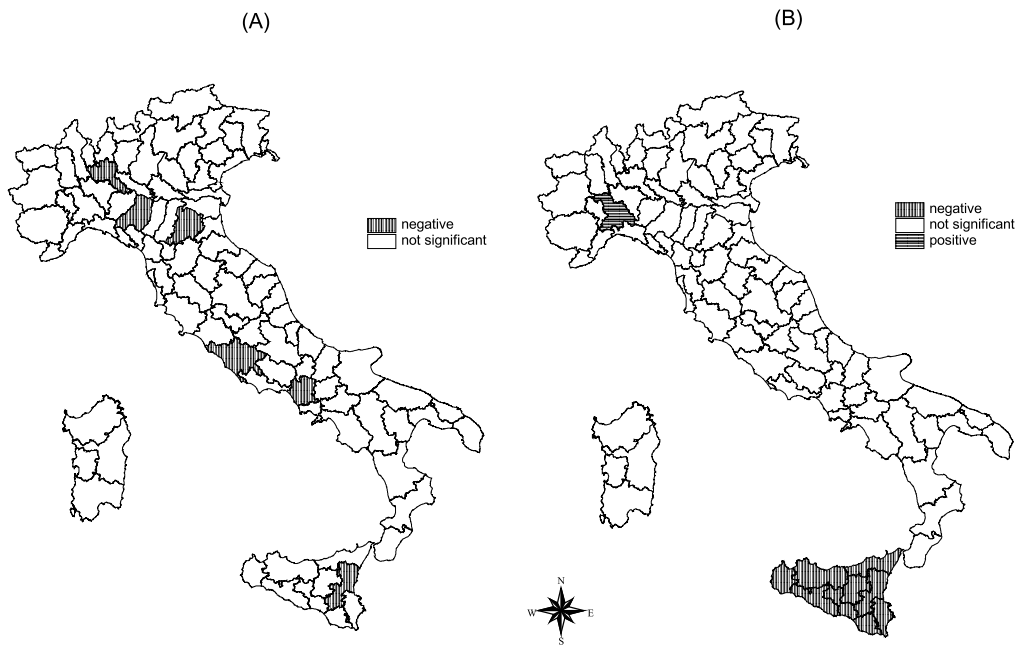 (A)
(B)
negative
not significant
negative
not significant
positive
N
W E
S